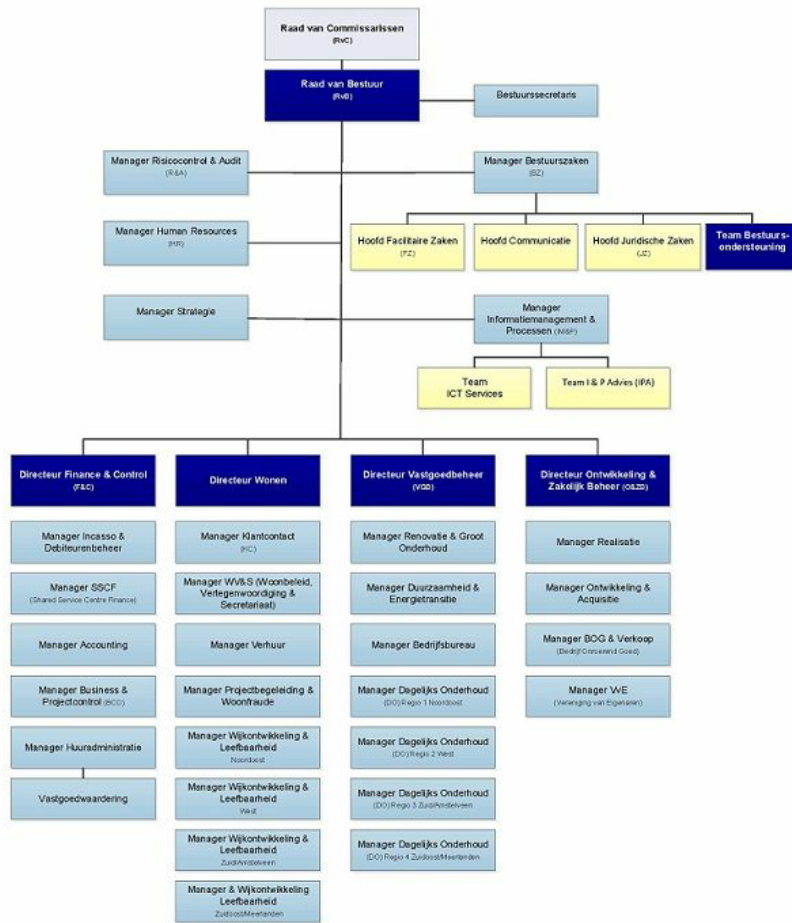 Raad van Commissarissen
(RvC)
Raad van Bestuur
(RvB)
Bestuurssecretaris
Manager Risicocontrol & Audit
(R&A)
Manager Bestuurszaken
(BZ)
Manager Human Resources
(HR)
Hoofd Facilitaire Zaken
(FZ)
Hoofd Communicatie
Hoofd Juridische Zaken
(JZ)
Team Bestuurs-
ondersteuning
Manager Strategie
Manager
Informatiemanagement &
Processen (IM&P)
Team
ICT Services
Team I & P Advies (IPA)
Directeur Finance & Control
(F&C)
Manager Incasso &
Debiteurenbeheer
Manager SSCF
(Shared Service Centre Finance)
Manager Accounting
Manager Business &
Projectcontrol (BCO)
Manager Huuradministratie
Vastgoedwaardering
Directeur Wonen
Manager Klantcontact
(KC)
Manager WV&S (Woonbeleid,
Vertegenwoordiging &
Secretariaat)
Manager Verhuur
Manager Projectbegeleiding &
Woonfraude
Manager Wijkontwikkeling &
Leefbaarheid
Noordoost
Manager Wijkontwikkeling &
Leefbaarheid
West
Manager Wijkontwikkeling &
Leefbaarheid
Zuid/Amstelveen
Manager & Wijkontwikkeling
Leefbaarheid
Zuidoost/Meerlanden
Directeur Vastgoedbeheer
(VGB)
Manager Renovatie & Groot
Onderhoud
Manager Duurzaamheid &
Energietransitie
Manager Bedrijfsbureau
Manager Dagelijks Onderhoud
(DO) Regio 1 Noordoost
Manager Dagelijks Onderhoud
(DO) Regio 2 West
Manager Dagelijks Onderhoud
(DO) Regio 3 Zuid/Amstelveen
Manager Dagelijks Onderhoud
(DO) Regio 4 Zuidoost/Meerlanden
Directeur Ontwikkeling &
Zakelijk Beheer (O&ZB)
Manager Realisatie
Manager Ontwikkeling &
Acquisitie
Manager BOG & Verkoop
(Bedrijf Onroerend Goed)
Manager VvE
(Vereniging van Eigenaren)